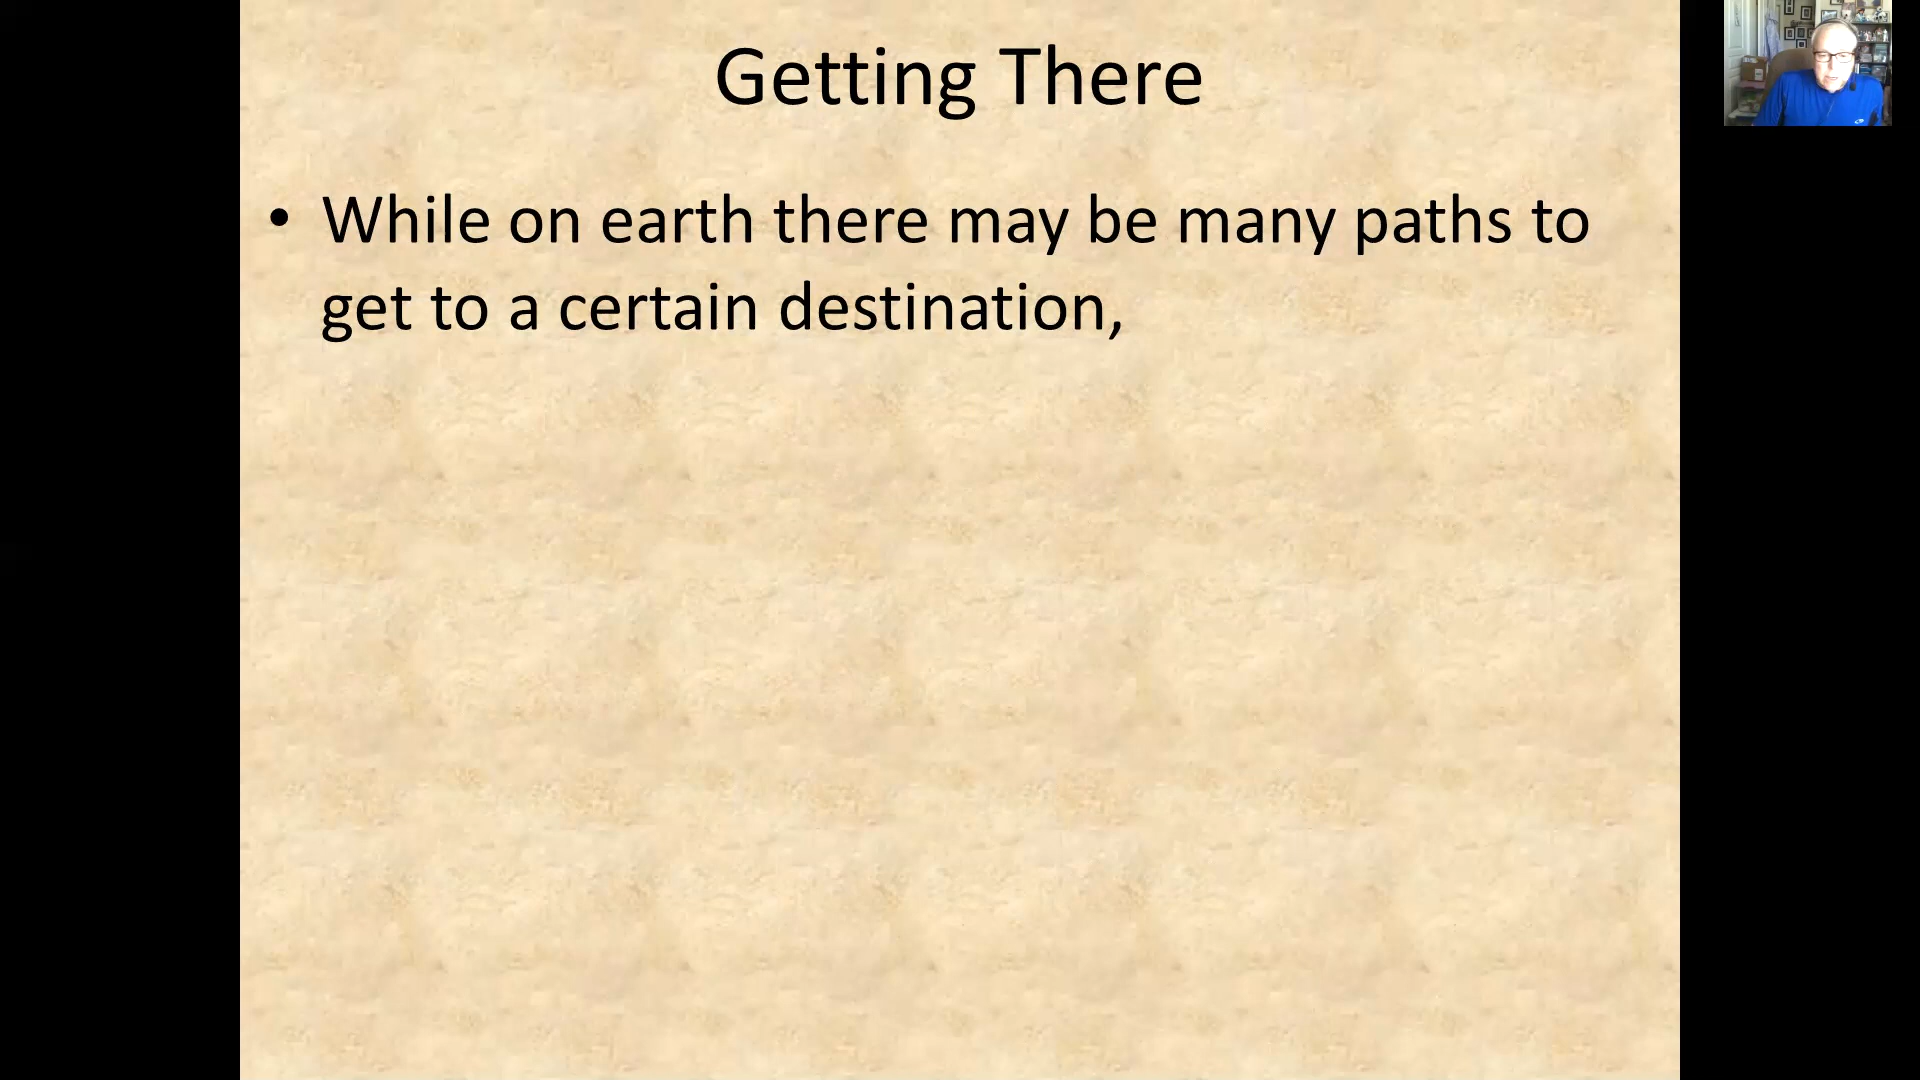 Getting There
• While on earth there may be many paths to
get to a certain destination,